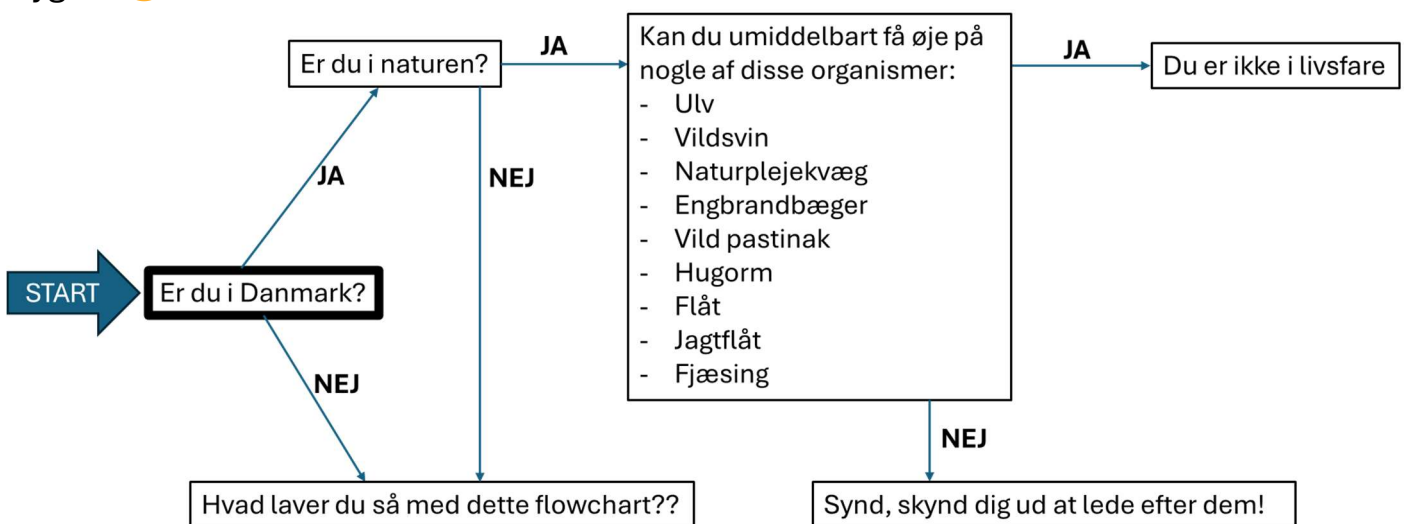 Er du i naturen?
JA
Kan du umiddelbart få øje på
nogle af disse organismer:
- Ulv
- Vildsvin
- Naturplejekvæg
- Engbrandbæger
- Vild pastinak
- Hugorm
- Flåt
- Jagtflåt
- Fjæsing
JA
Du er ikke i livsfare
JA
NEJ
START
Er du i Danmark?
NEJ
NEJ
Hvad laver du så med dette flowchart??
Synd, skynd dig ud at lede efter dem!